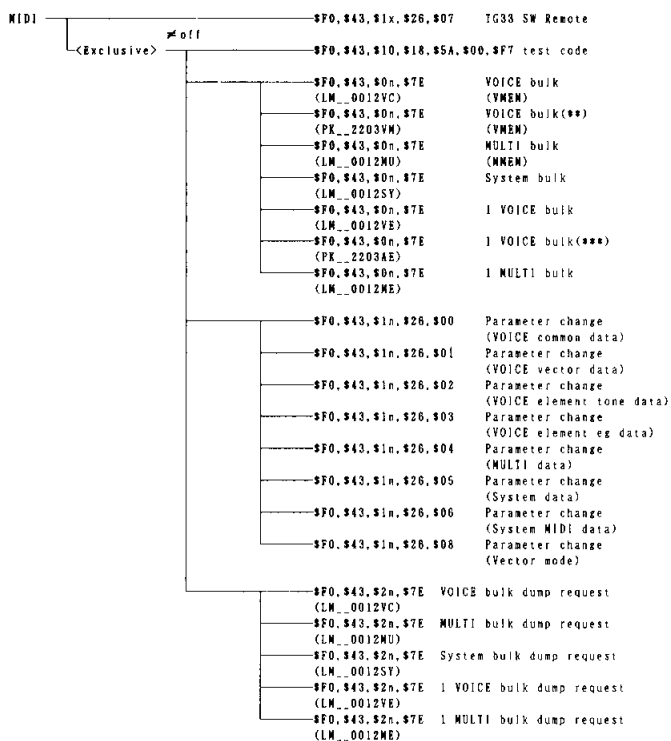 MIDI $F0,$43,$1x,$26,$07 TG33 SW Remote
≠off
<Exclusive> $F0,$43,$10,$18,$5A,$00,$F7 test code
$F0,$43,$0n,$7E VOICE bulk
(LM__0012VC) (VMEM)
$F0,$43,$0n,$7E VOICE bulk(**)
(PK__2203VM) (VMEM)
$F0,$43,$0n,$7E MULTI bulk
(LM__0012MU) (MMEM)
$F0,$43,$0n,$7E System bulk
(LM__0012SY)
$F0,$43,$0n,$7E 1 VOICE bulk
(LM__0012VE)
$F0,$43,$0n,$7E 1 VOICE bulk(***)
(PK__2203AE)
$F0,$43,$0n,$7E 1 MULTI bulk
(LM__0012ME)
$F0,$43,$1n,$26,$00 Parameter change
(VOICE common data)
$F0,$43,$1n,$26,$01 Parameter change
(VOICE vector data)
$F0,$43,$1n,$26,$02 Parameter change
(VOICE element tone data)
$F0,$43,$1n,$26,$03 Parameter change
(VOICE element eg data)
$F0,$43,$1n,$26,$04 Parameter change
(MULTI data)
$F0,$43,$1n,$26,$05 Parameter change
(System data)
$F0,$43,$1n,$26,$06 Parameter change
(System MIDI data)
$F0,$43,$1n,$26,$08 Parameter change
(Vector mode)
$F0,$43,$2n,$7E VOICE bulk dump request
(LM__0012VC)
$F0,$43,$2n,$7E MULTI bulk dump request
(LM__0012MU)
$F0,$43,$2n,$7E System bulk dump request
(LM__0012SY)
$F0,$43,$2n,$7E 1 VOICE bulk dump request
(LM__0012VE)
$F0,$43,$2n,$7E 1 MULTI bulk dump request
(LM__0012ME)